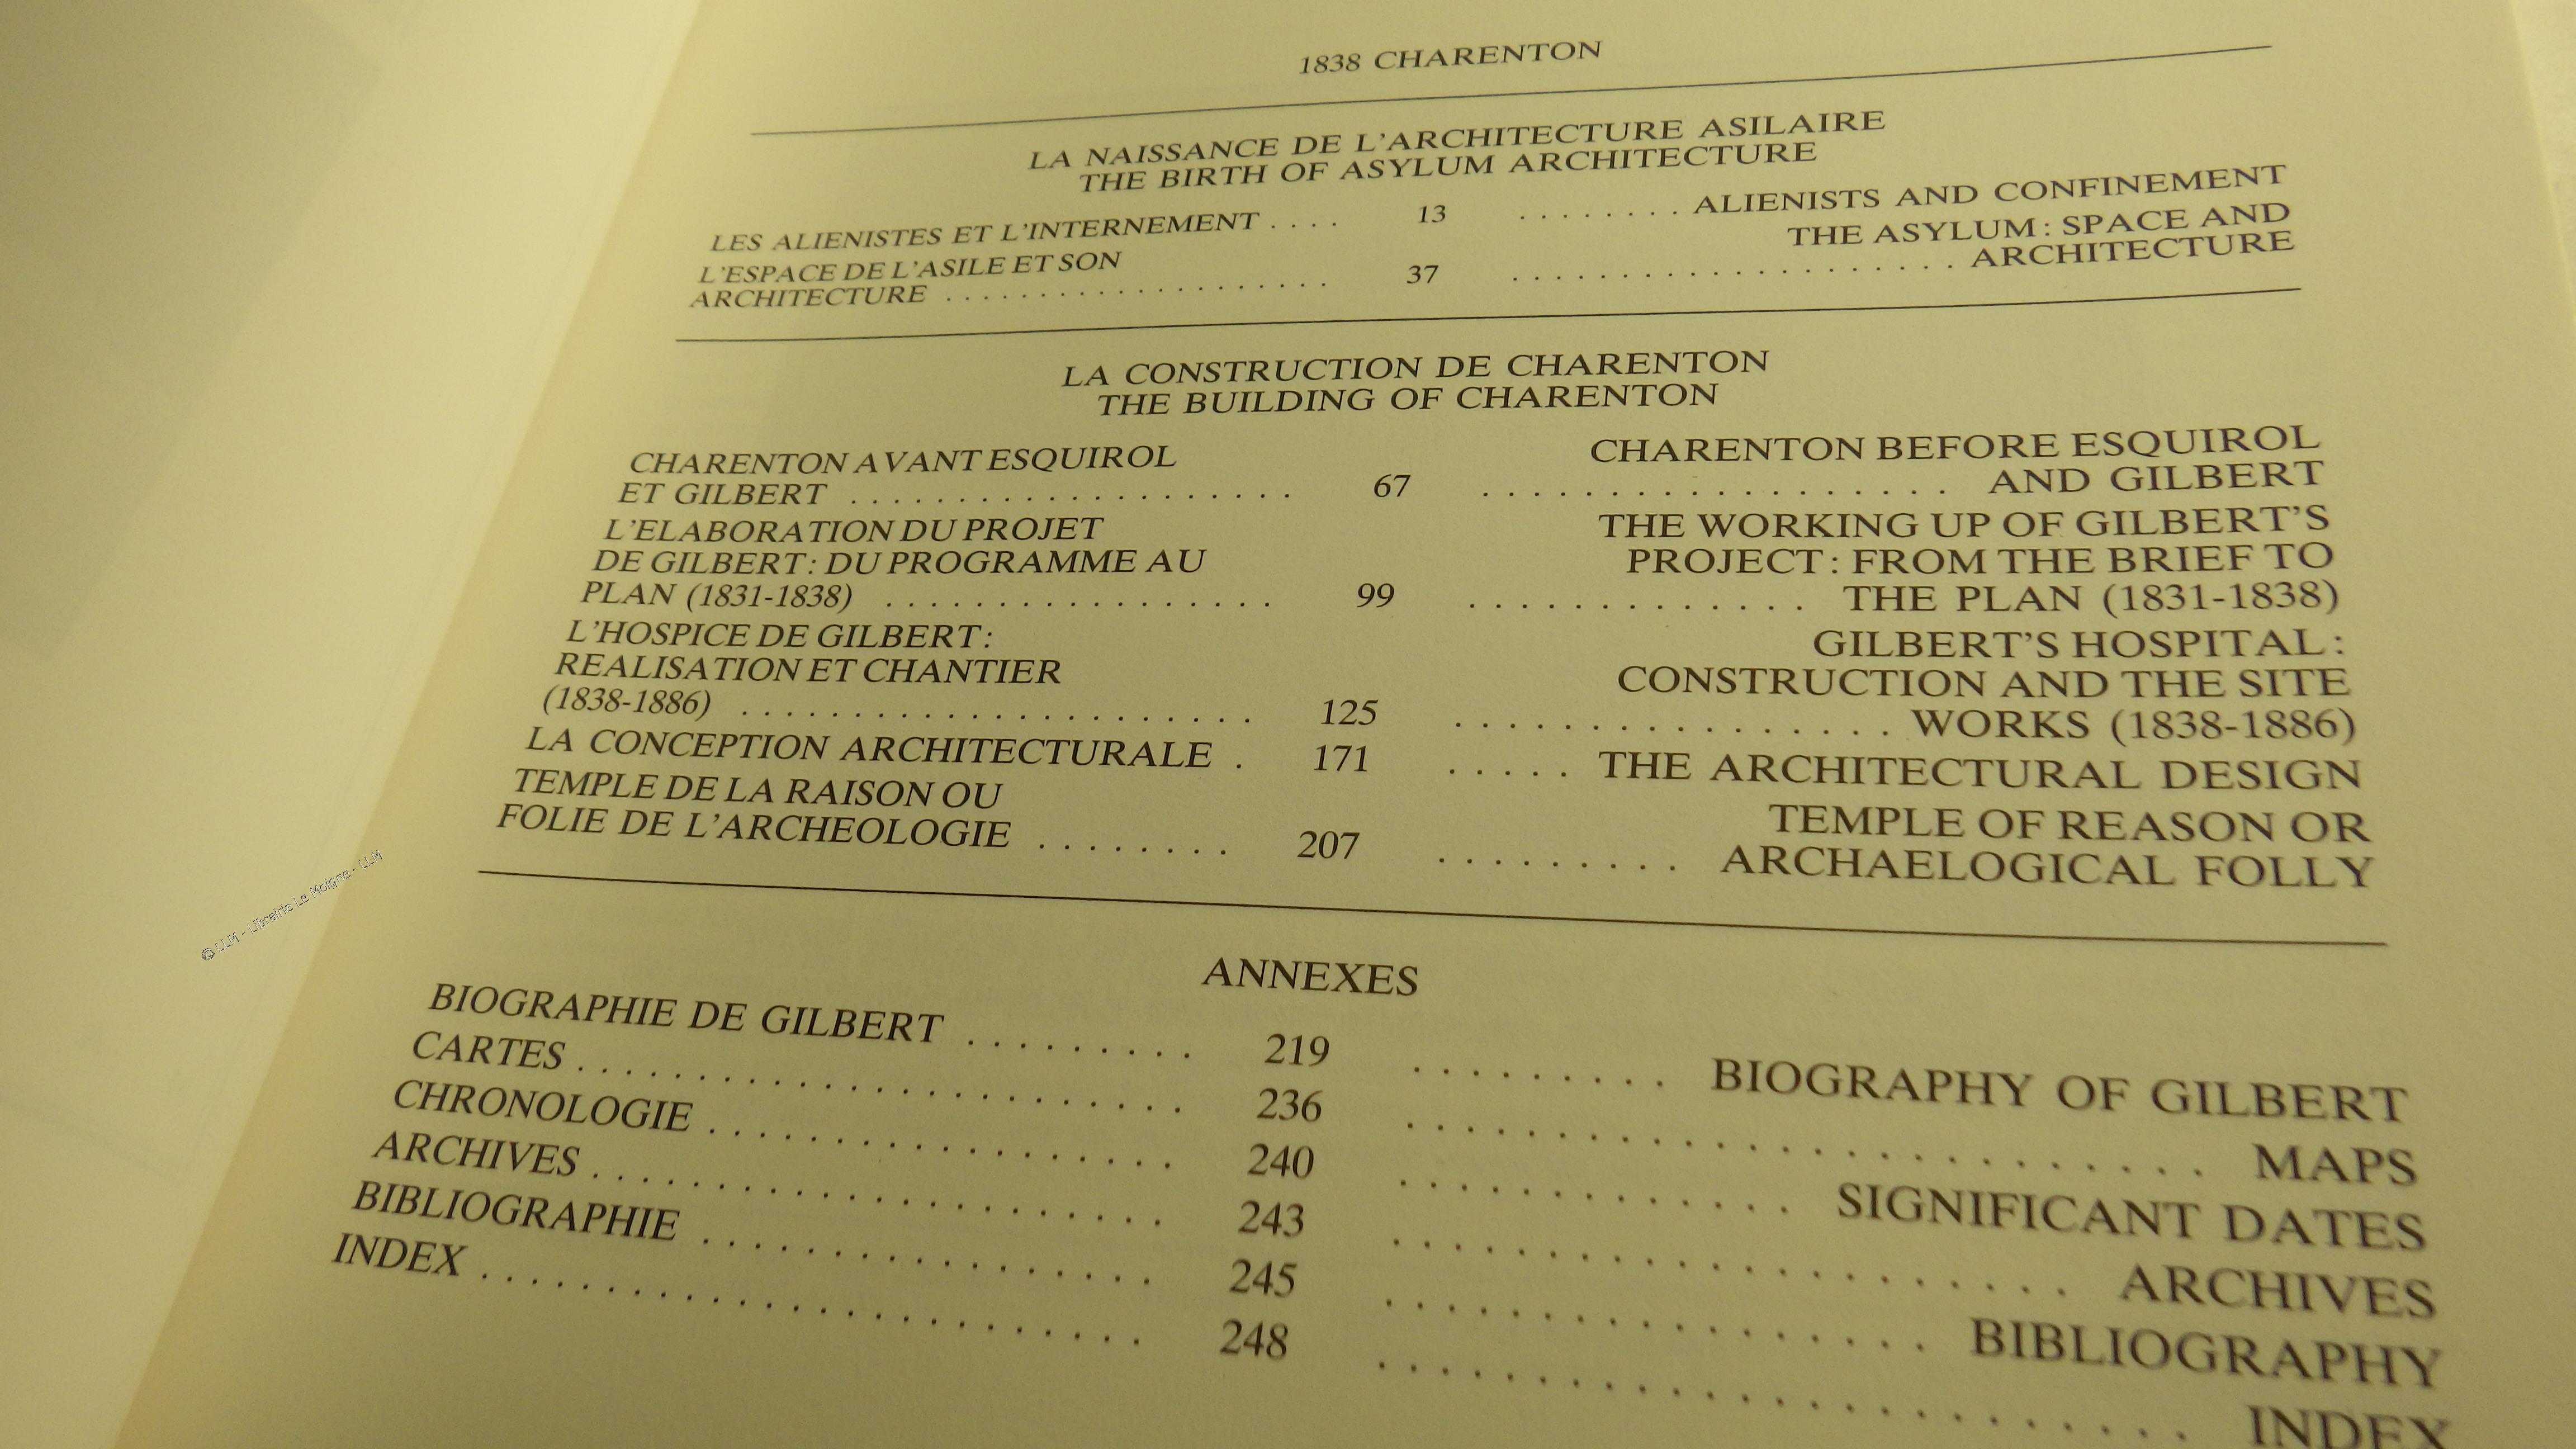 1838 CHARENTON
LA NAISSANCE DE L'ARCHITECTURE ASILAIRE
THE BIRTH OF ASYLUM ARCHITECTURE
LES ALIENISTES ET L'INTERNEMENT . . . . 13 . . . . . . . . ALIENISTS AND CONFINEMENT
L'ESPACE DE L'ASILE ET SON THE ASYLUM : SPACE AND
ARCHITECTURE . . . . . . . . . . . . . . . . . . . . 37 . . . . . . . . . . . . . . . . . . . . ARCHITECTURE
LA CONSTRUCTION DE CHARENTON
THE BUILDING OF CHARENTON
CHARENTON AVANT ESQUIROL CHARENTON BEFORE ESQUIROL
ET GILBERT . . . . . . . . . . . . . . . . . . . . 67 . . . . . . . . . . . . . . . . . . AND GILBERT
L'ELABORATION DU PROJET THE WORKING UP OF GILBERT'S
DE GILBERT : DU PROGRAMME AU PROJECT : FROM THE BRIEF TO
PLAN (1831-1838) . . . . . . . . . . . . . . . . . 99 . . . . . . . . . . . . . THE PLAN (1831-1838)
L'HOSPICE DE GILBERT : GILBERT'S HOSPITAL :
REALISATION ET CHANTIER CONSTRUCTION AND THE SITE
(1838-1886) . . . . . . . . . . . . . . . . . . . . . . 125 . . . . . . . . . . . . . . . . . WORKS (1838-1886)
LA CONCEPTION ARCHITECTURALE . 171 . . . . . THE ARCHITECTURAL DESIGN
TEMPLE DE LA RAISON OU TEMPLE OF REASON OR
FOLIE DE L'ARCHEOLOGIE . . . . . . . . 207 . . . . . . . . . ARCHAELOGICAL FOLLY
ANNEXES
BIOGRAPHIE DE GILBERT . . . . . . . . . 219 . . . . . . . . . BIOGRAPHY OF GILBERT
CARTES . . . . . . . . . . . . . . . . . . . . 236 . . . . . . . . . . . . . . . . . . . . . MAPS
CHRONOLOGIE . . . . . . . . . . . . . . . . 240 . . . . . . . . . . . . . SIGNIFICANT DATES
ARCHIVES . . . . . . . . . . . . . . . . . . . 243 . . . . . . . . . . . . . . . . . . . ARCHIVES
BIBLIOGRAPHIE . . . . . . . . . . . . . . . 245 . . . . . . . . . . . . . . . BIBLIOGRAPHY
INDEX . . . . . . . . . . . . . . . . . . . . . 248 . . . . . . . . . . . . . . . . . . . . . INDEX
© LLM - Librairie Le Moigne - LLM